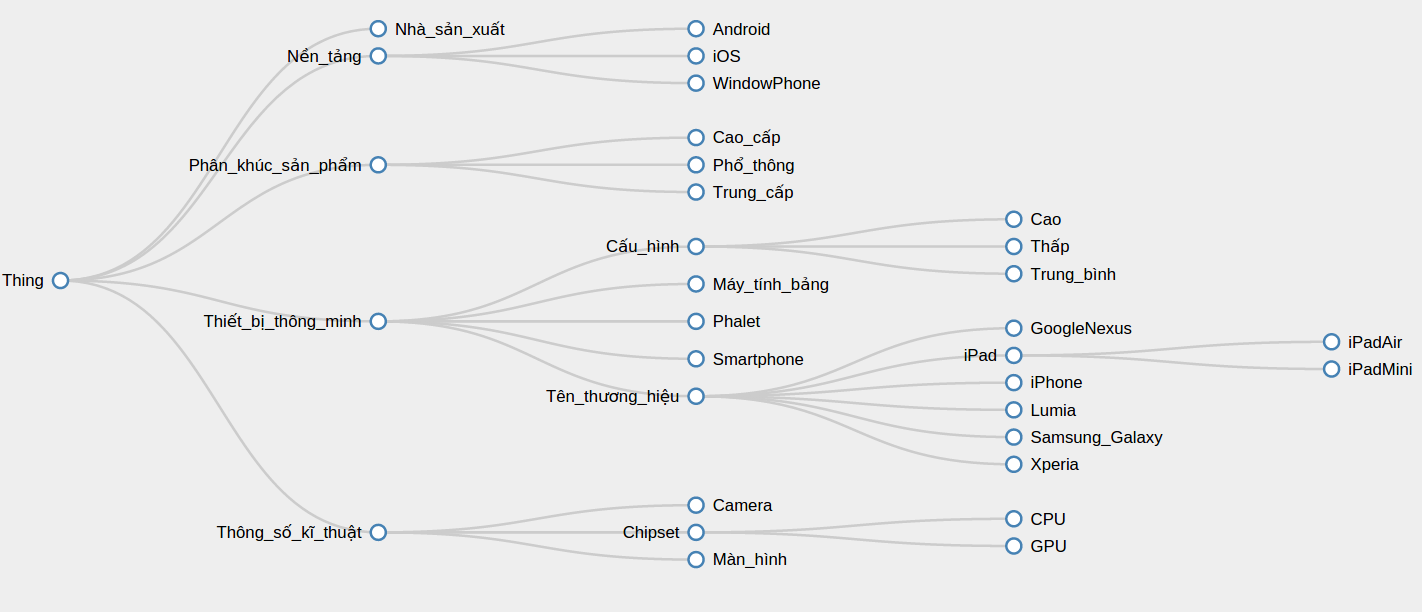 Nhà_sản_xuất
Android
Nền_tảng
iOS
WindowPhone
Cao_cấp
Phân_khúc_sản_phẩm
Phổ_thông
Trung_cấp
Cao
Cấu_hình
Thấp
Trung_bình
Thing
Máy_tính_bảng
Thiết_bị_thông_minh
Phalet
GoogleNexus
iPadAir
iPad
Smartphone
iPadMini
iPhone
Tên_thương_hiệu
Lumia
Samsung_Galaxy
Xperia
Camera
CPU
Thông_số_kĩ_thuật
Chipset
GPU
Màn_hình